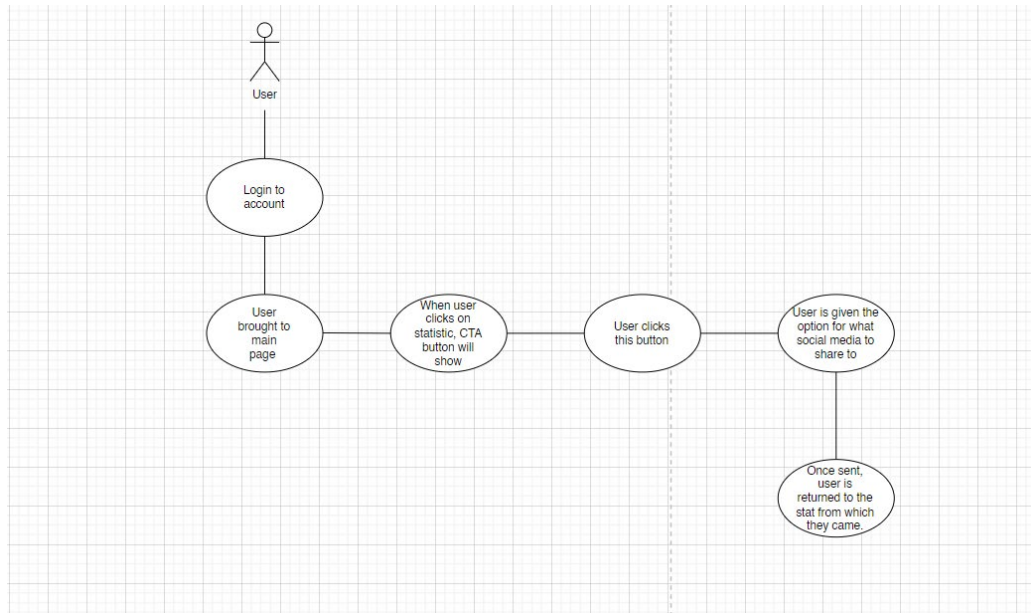 User
Login to
account
User
brought to
main
page
When user
clicks on
statistic, CTA
button will
show
User clicks
this button
User is given the
option for what
social media to
share to
Once sent,
user is
returned to the
stat from which
they came.